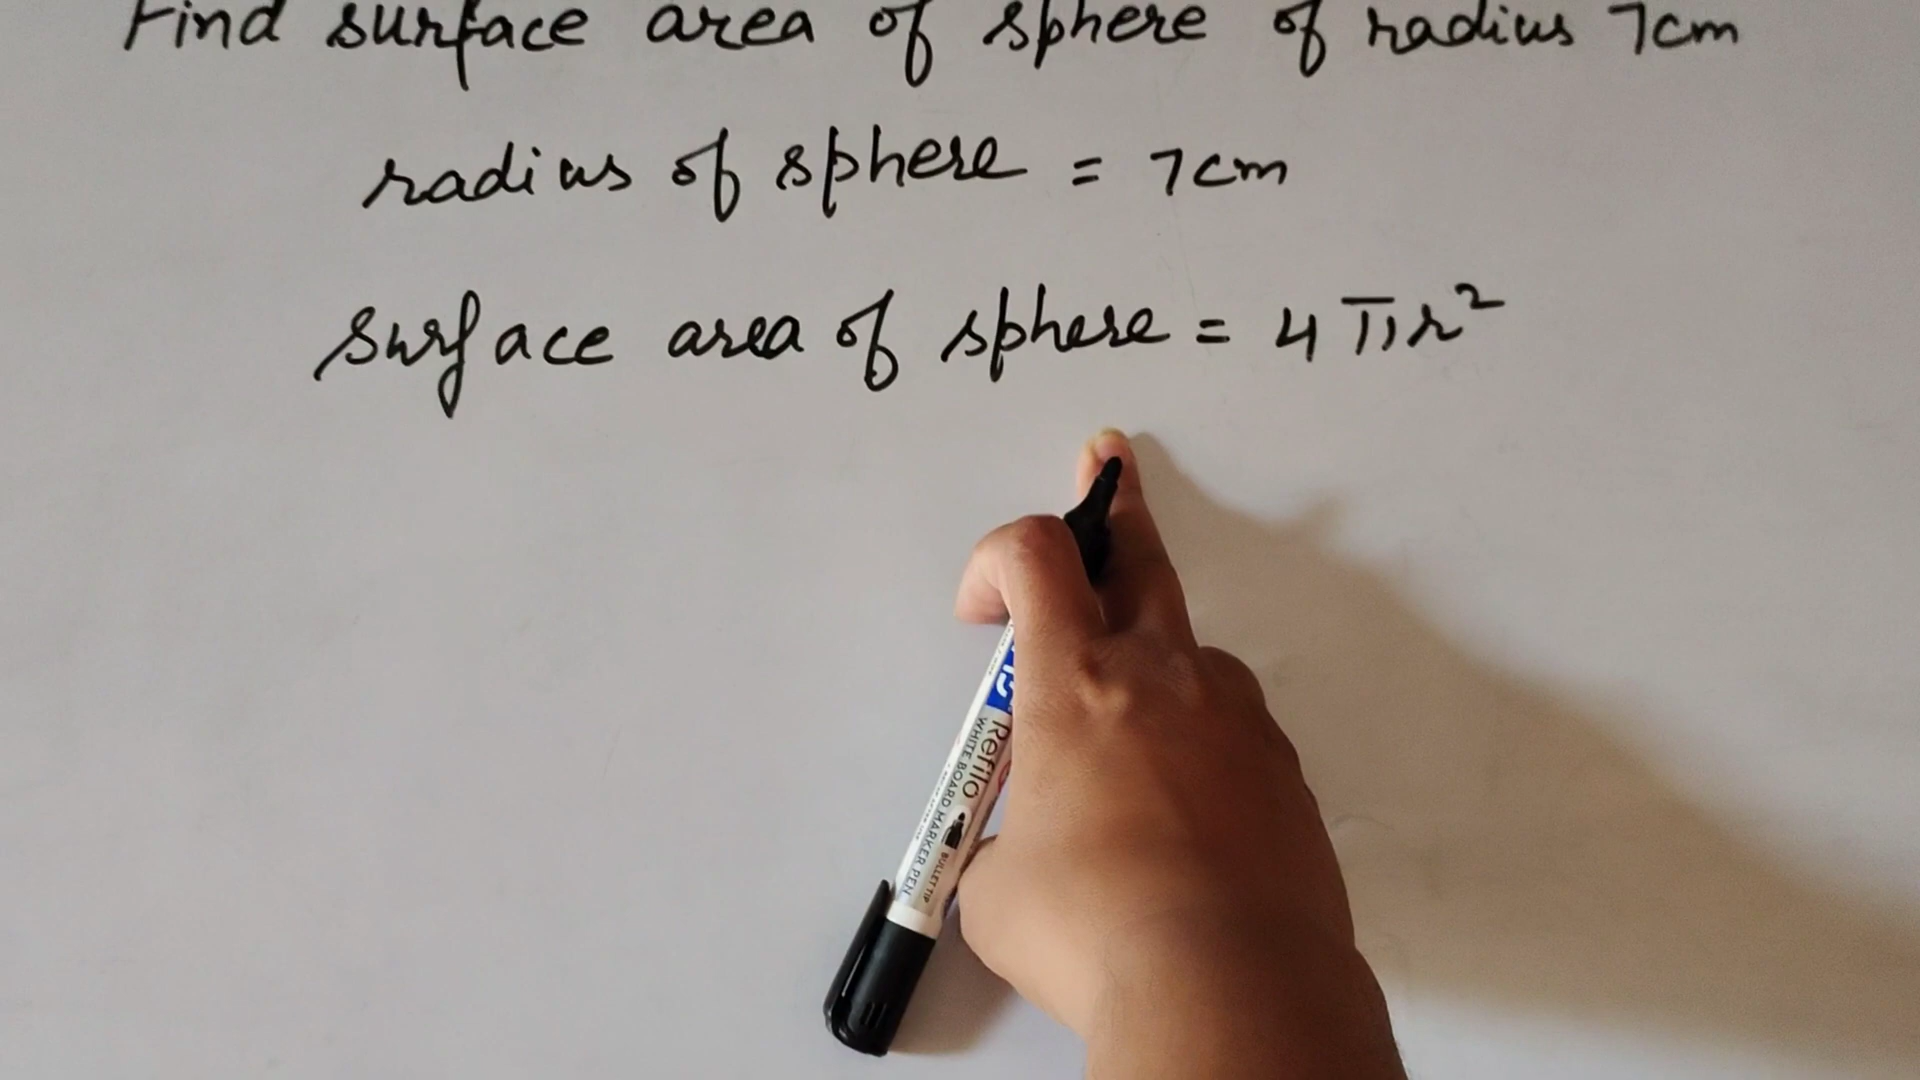 Find surface area of sphere of radius 7cm
radius of sphere = 7cm
surface area of sphere = 4πr²
Refilo
WHITE BOARD MARKER PEN
BULLET TIP